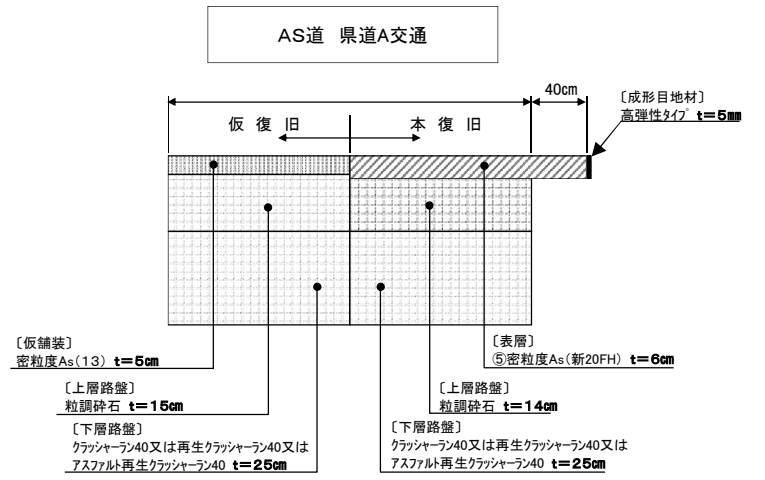 AS道 県道A交通
40cm
仮 復 旧
本 復 旧
〔成形目地材〕
高弾性タイプ t=5mm
〔仮舗装〕
密粒度As(13) t=5cm
〔上層路盤〕
粒調砕石 t=15cm
〔下層路盤〕
クラッシャーラン40又は再生クラッシャーラン40又は
アスファルト再生クラッシャーラン40 t=25cm
〔表層〕
⑤密粒度As(新20FH) t=6cm
〔上層路盤〕
粒調砕石 t=14cm
〔下層路盤〕
クラッシャーラン40又は再生クラッシャーラン40又は
アスファルト再生クラッシャーラン40 t=25cm